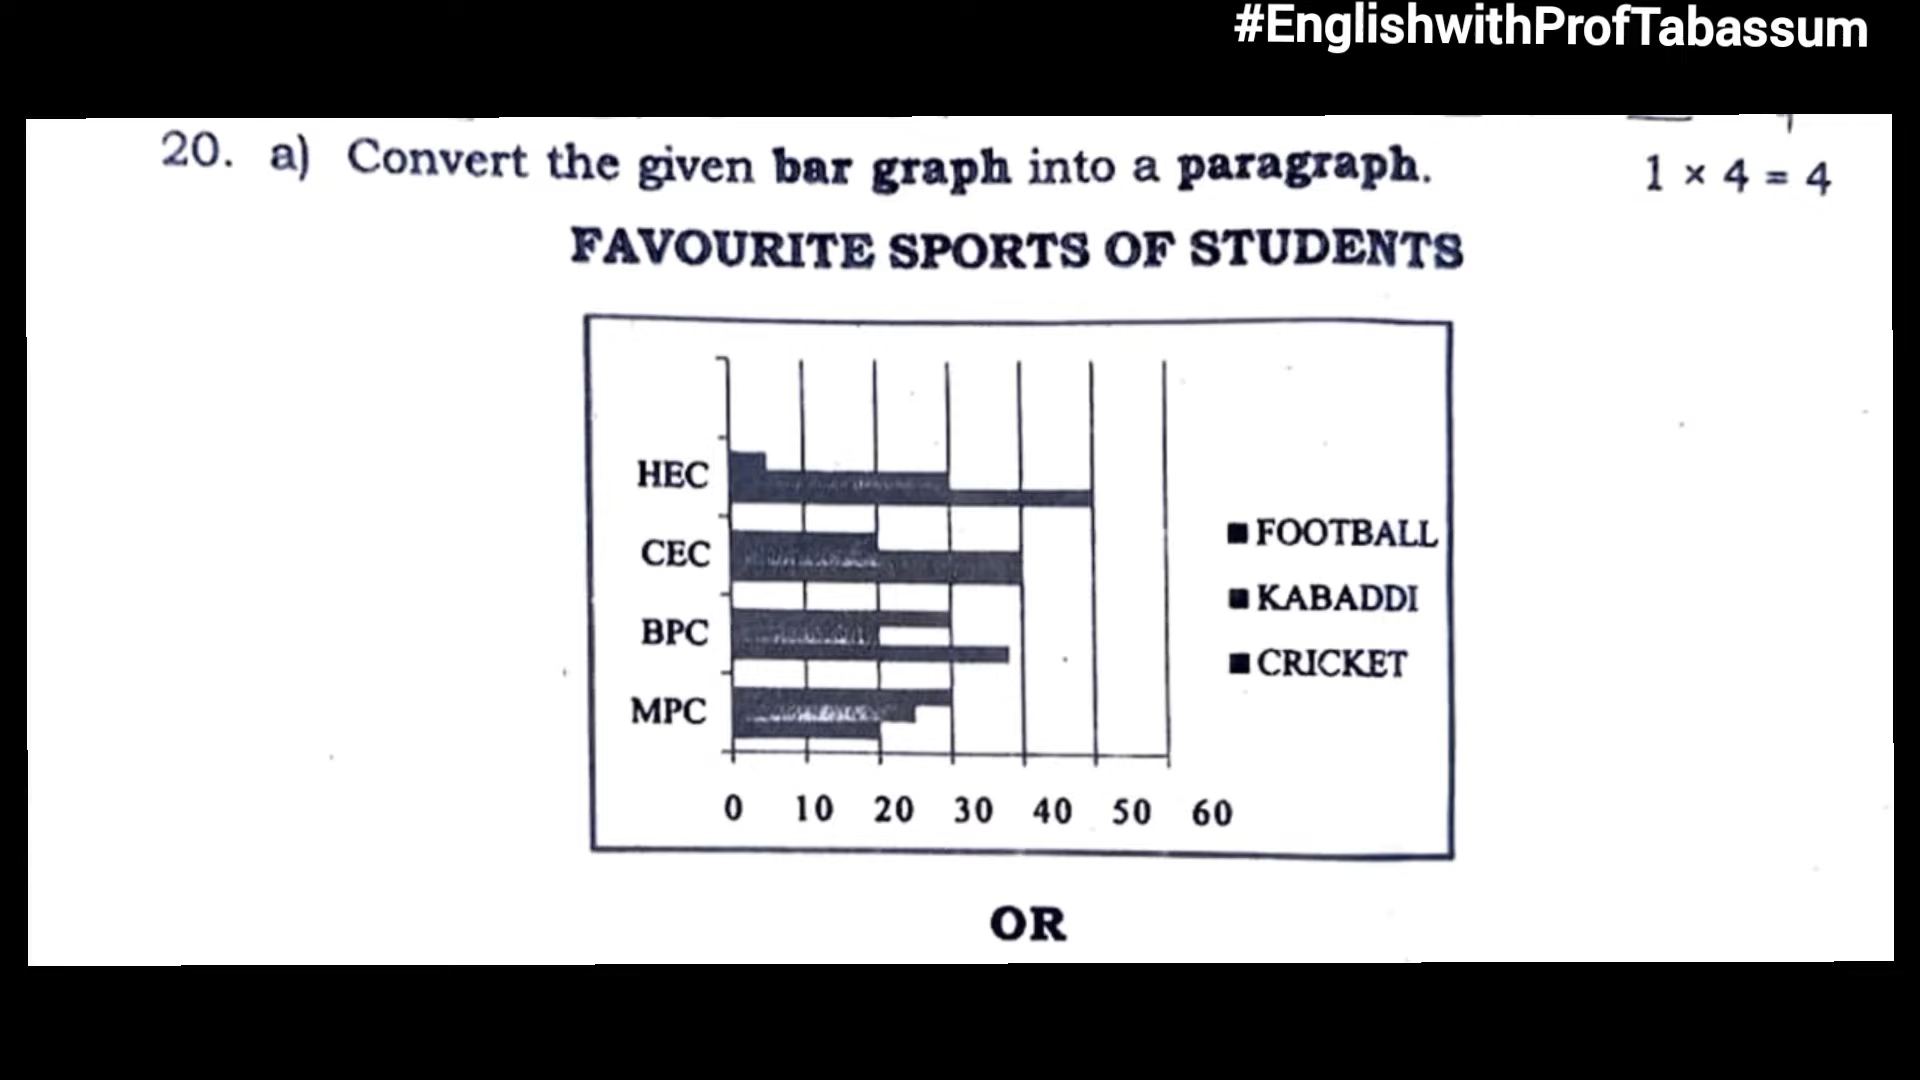 #EnglishwithProfTabassum
20. a) Convert the given bar graph into a paragraph. 1 × 4 = 4
FAVOURITE SPORTS OF STUDENTS
HEC
CEC
BPC
MPC
0 10 20 30 40 50 60
FOOTBALL
KABADDI
CRICKET
OR